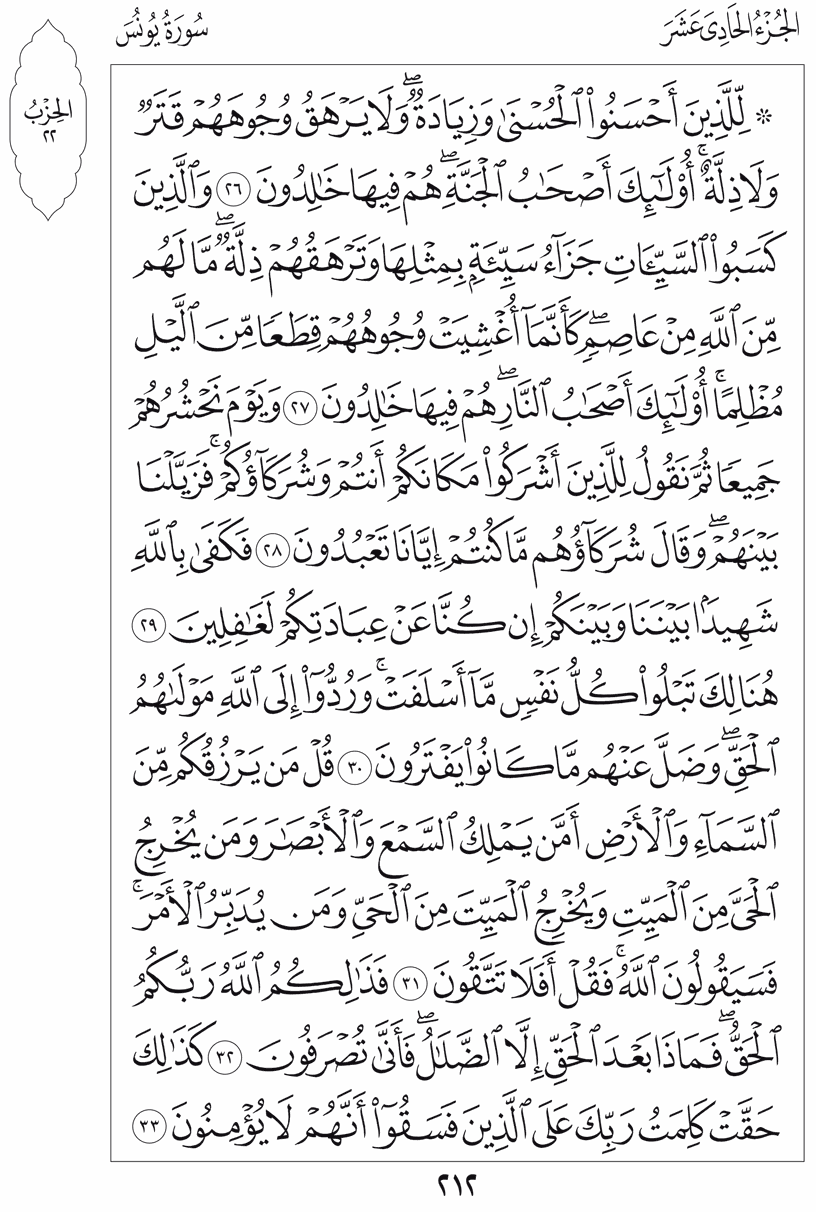 الجُزْءُ الحَادِىَ عَشَرَ
سُورَةُ يُونُسَ
الحِزْبُ
٢٢
۞ لِّلَّذِينَ أَحْسَنُوا۟ ٱلْحُسْنَىٰ وَزِيَادَةٌۖ وَلَا يَرْهَقُ وُجُوهَهُمْ قَتَرٌ
وَلَا ذِلَّةٌۚ أُو۟لَـٰٓئِكَ أَصْحَـٰبُ ٱلْجَنَّةِۖ هُمْ فِيهَا خَـٰلِدُونَ ٢٦ وَٱلَّذِينَ
كَسَبُوا۟ ٱلسَّيِّـَٔاتِ جَزَآءُ سَيِّئَةٍۭ بِمِثْلِهَا وَتَرْهَقُهُمْ ذِلَّةٌۖ مَّا لَهُم
مِّنَ ٱللَّهِ مِنْ عَاصِمٍۖ كَأَنَّمَآ أُغْشِيَتْ وُجُوهُهُمْ قِطَعًا مِّنَ ٱلَّيْلِ
مُظْلِمًاۚ أُو۟لَـٰٓئِكَ أَصْحَـٰبُ ٱلنَّارِۖ هُمْ فِيهَا خَـٰلِدُونَ ٢٧ وَيَوْمَ نَحْشُرُهُمْ
جَمِيعًا ثُمَّ نَقُولُ لِلَّذِينَ أَشْرَكُوا۟ مَكَانَكُمْ أَنتُمْ وَشُرَكَآؤُكُمْۚ فَزَيَّلْنَا
بَيْنَهُمْۖ وَقَالَ شُرَكَآؤُهُم مَّا كُنتُمْ إِيَّانَا تَعْبُدُونَ ٢٨ فَكَفَىٰ بِٱللَّهِ
شَهِيدًۢا بَيْنَنَا وَبَيْنَكُمْ إِن كُنَّا عَنْ عِبَادَتِكُمْ لَغَـٰفِلِينَ ٢٩
هُنَالِكَ تَبْلُوا۟ كُلُّ نَفْسٍ مَّآ أَسْلَفَتْۚ وَرُدُّوٓا۟ إِلَى ٱللَّهِ مَوْلَىٰهُمُ
ٱلْحَقِّۖ وَضَلَّ عَنْهُم مَّا كَانُوا۟ يَفْتَرُونَ ٣٠ قُلْ مَن يَرْزُقُكُم مِّنَ
ٱلسَّمَآءِ وَٱلْأَرْضِ أَمَّن يَمْلِكُ ٱلسَّمْعَ وَٱلْأَبْصَـٰرَ وَمَن يُخْرِجُ
ٱلْحَىَّ مِنَ ٱلْمَيِّتِ وَيُخْرِجُ ٱلْمَيِّتَ مِنَ ٱلْحَىِّ وَمَن يُدَبِّرُ ٱلْأَمْرَۚ
فَسَيَقُولُونَ ٱللَّهُۚ فَقُلْ أَفَلَا تَتَّقُونَ ٣١ فَذَٰلِكُمُ ٱللَّهُ رَبُّكُمُ
ٱلْحَقُّۖ فَمَاذَا بَعْدَ ٱلْحَقِّ إِلَّا ٱلضَّلَـٰلُۖ فَأَنَّىٰ تُصْرَفُونَ ٣٢ كَذَٰلِكَ
حَقَّتْ كَلِمَتُ رَبِّكَ عَلَى ٱلَّذِينَ فَسَقُوٓا۟ أَنَّهُمْ لَا يُؤْمِنُونَ ٣٣
٢١٢